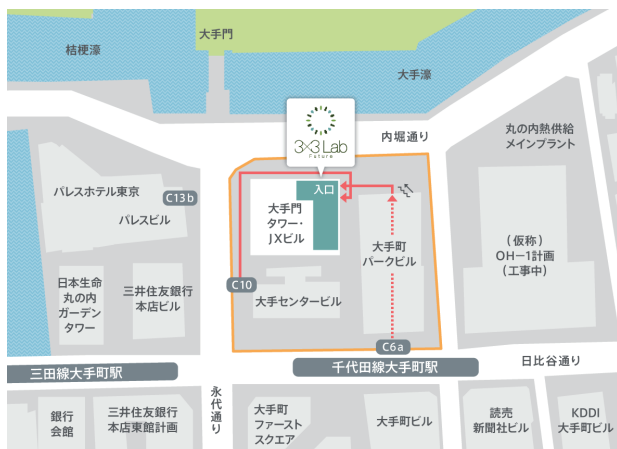 大手門
桔梗濠
大手濠
3×3 Lab
Future
内堀通り
丸の内熱供給
メインプラント
パレスホテル東京
パレスビル
C13b
入口
大手門
タワー・
JXビル
大手町
パークビル
（仮称）
OH−1計画
（工事中）
日本生命
丸の内
ガーデン
タワー
三井住友銀行
本店ビル
C10
大手センタービル
C6a
三田線大手町駅
千代田線大手町駅
日比谷通り
永代通り
銀行
会館
三井住友銀行
本店東館計画
大手町
ファースト
スクエア
大手町ビル
読売
新聞社ビル
KDDI
大手町ビル